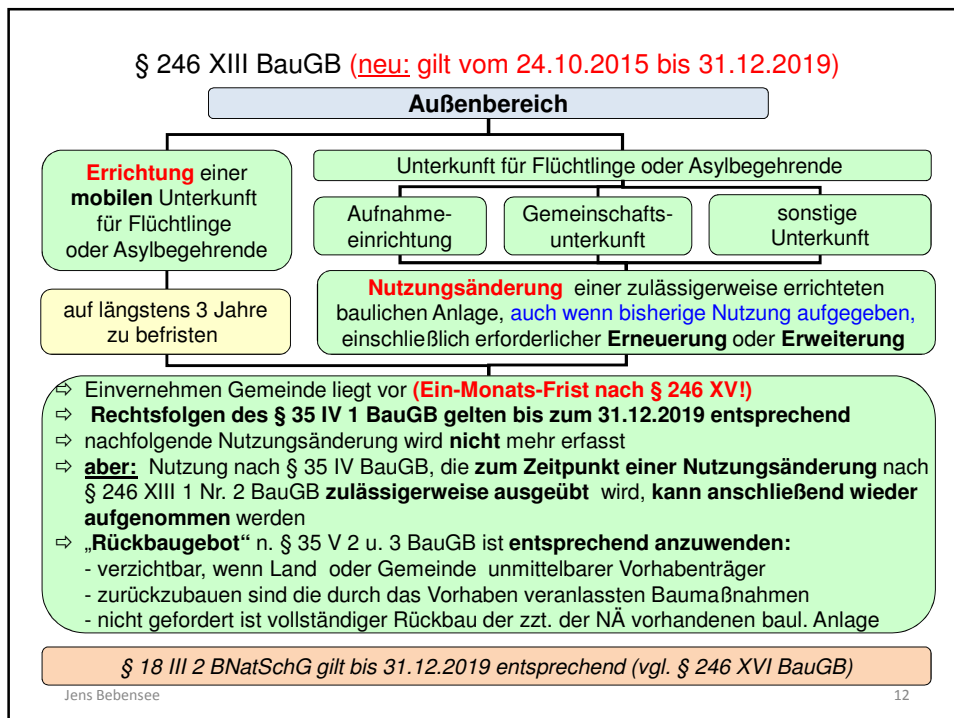 § 246 XIII BauGB (neu: gilt vom 24.10.2015 bis 31.12.2019)
Außenbereich
Errichtung einer
mobilen Unterkunft
für Flüchtlinge
oder Asylbegehrende
auf längstens 3 Jahre
zu befristen
Unterkunft für Flüchtlinge oder Asylbegehrende
Aufnahme-
einrichtung
Gemeinschafts-
unterkunft
sonstige
Unterkunft
Nutzungsänderung einer zulässigerweise errichteten
baulichen Anlage, auch wenn bisherige Nutzung aufgegeben,
einschließlich erforderlicher Erneuerung oder Erweiterung
⇨ Einvernehmen Gemeinde liegt vor (Ein-Monats-Frist nach § 246 XV!)
⇨ Rechtsfolgen des § 35 IV 1 BauGB gelten bis zum 31.12.2019 entsprechend
⇨ nachfolgende Nutzungsänderung wird nicht mehr erfasst
⇨ aber: Nutzung nach § 35 IV BauGB, die zum Zeitpunkt einer Nutzungsänderung nach
§ 246 XIII 1 Nr. 2 BauGB zulässigerweise ausgeübt wird, kann anschließend wieder
aufgenommen werden
⇨ „Rückbaugebot“ n. § 35 V 2 u. 3 BauGB ist entsprechend anzuwenden:
- verzichtbar, wenn Land oder Gemeinde unmittelbarer Vorhabenträger
- zurückzubauen sind die durch das Vorhaben veranlassten Baumaßnahmen
- nicht gefordert ist vollständiger Rückbau der zzt. der NÄ vorhandenen baul. Anlage
§ 18 III 2 BNatSchG gilt bis 31.12.2019 entsprechend (vgl. § 246 XVI BauGB)
Jens Bebensee
12